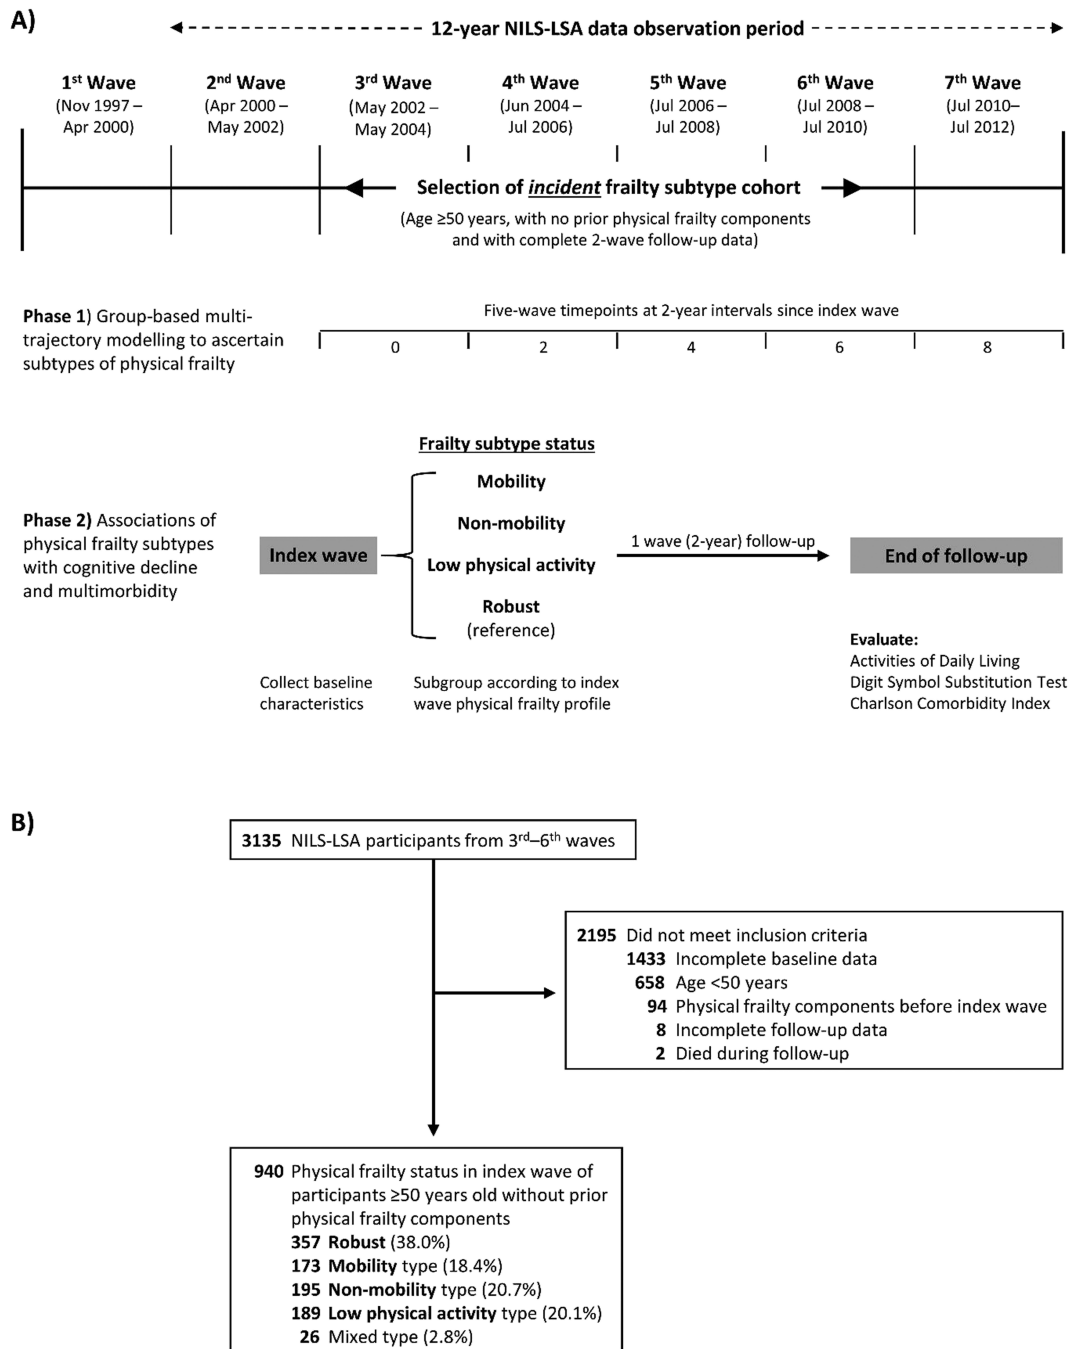 A)
12-year NILS-LSA data observation period
1st Wave
(Nov 1997 –
Apr 2000)
2nd Wave
(Apr 2000 –
May 2002)
3rd Wave
(May 2002 –
May 2004)
4th Wave
(Jun 2004 –
Jul 2006)
5th Wave
(Jul 2006 –
Jul 2008)
6th Wave
(Jul 2008 –
Jul 2010)
7th Wave
(Jul 2010–
Jul 2012)
Selection of incident frailty subtype cohort
(Age ≥50 years, with no prior physical frailty components
and with complete 2-wave follow-up data)
Phase 1) Group-based multi-
trajectory modelling to ascertain
subtypes of physical frailty
Five-wave timepoints at 2-year intervals since index wave
0 2 4 6 8
Phase 2) Associations of
physical frailty subtypes
with cognitive decline
and multimorbidity
Index wave
Collect baseline
characteristics
Frailty subtype status
Mobility
Non-mobility
Low physical activity
Robust
(reference)
Subgroup according to index
wave physical frailty profile
1 wave (2-year) follow-up
End of follow-up
Evaluate:
Activities of Daily Living
Digit Symbol Substitution Test
Charlson Comorbidity Index
B)
3135 NILS-LSA participants from 3rd–6th waves
2195 Did not meet inclusion criteria
1433 Incomplete baseline data
658 Age <50 years
94 Physical frailty components before index wave
8 Incomplete follow-up data
2 Died during follow-up
940 Physical frailty status in index wave of
participants ≥50 years old without prior
physical frailty components
357 Robust (38.0%)
173 Mobility type (18.4%)
195 Non-mobility type (20.7%)
189 Low physical activity type (20.1%)
26 Mixed type (2.8%)